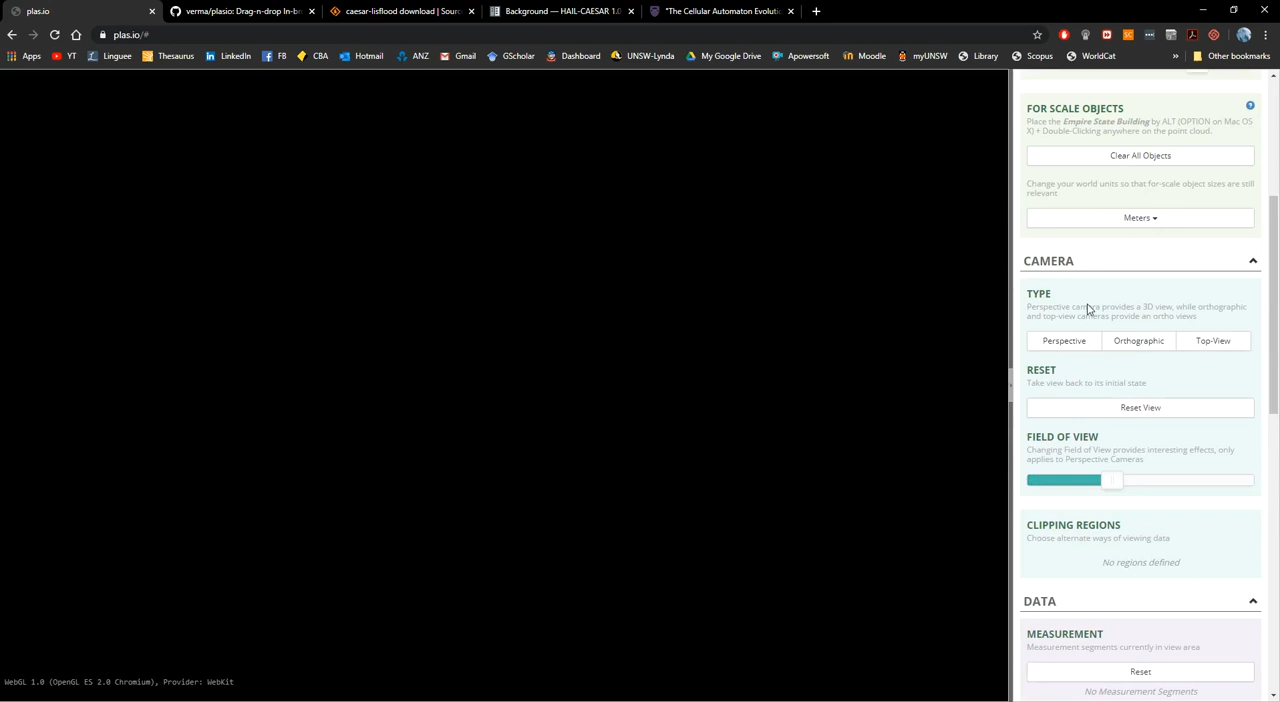 plas.io
verma/plasio: Drag-n-drop In-bro
caesar-lisflood download | Sourc
Background — HAIL-CAESAR 1.0
"The Cellular Automaton Evolutio
plas.io/#
Apps
YT
Linguee
Thesaurus
LinkedIn
FB
CBA
Hotmail
ANZ
Gmail
GScholar
Dashboard
UNSW-Lynda
My Google Drive
Apowersoft
Moodle
myUNSW
Library
Scopus
WorldCat
»
Other bookmarks
FOR SCALE OBJECTS
Place the Empire State Building by ALT (OPTION on Mac OS
X) + Double-Clicking anywhere on the point cloud.
Clear All Objects
Change your world units so that for-scale object sizes are still
relevant
Meters
CAMERA
TYPE
Perspective camera provides a 3D view, while orthographic
and top-view cameras provide an ortho views
Perspective
Orthographic
Top-View
RESET
Take view back to its initial state
Reset View
FIELD OF VIEW
Changing Field of View provides interesting effects, only
applies to Perspective Cameras
CLIPPING REGIONS
Choose alternate ways of viewing data
No regions defined
DATA
MEASUREMENT
Measurement segments currently in view area
Reset
No Measurement Segments
WebGL 1.0 (OpenGL ES 2.0 Chromium), Provider: WebKit